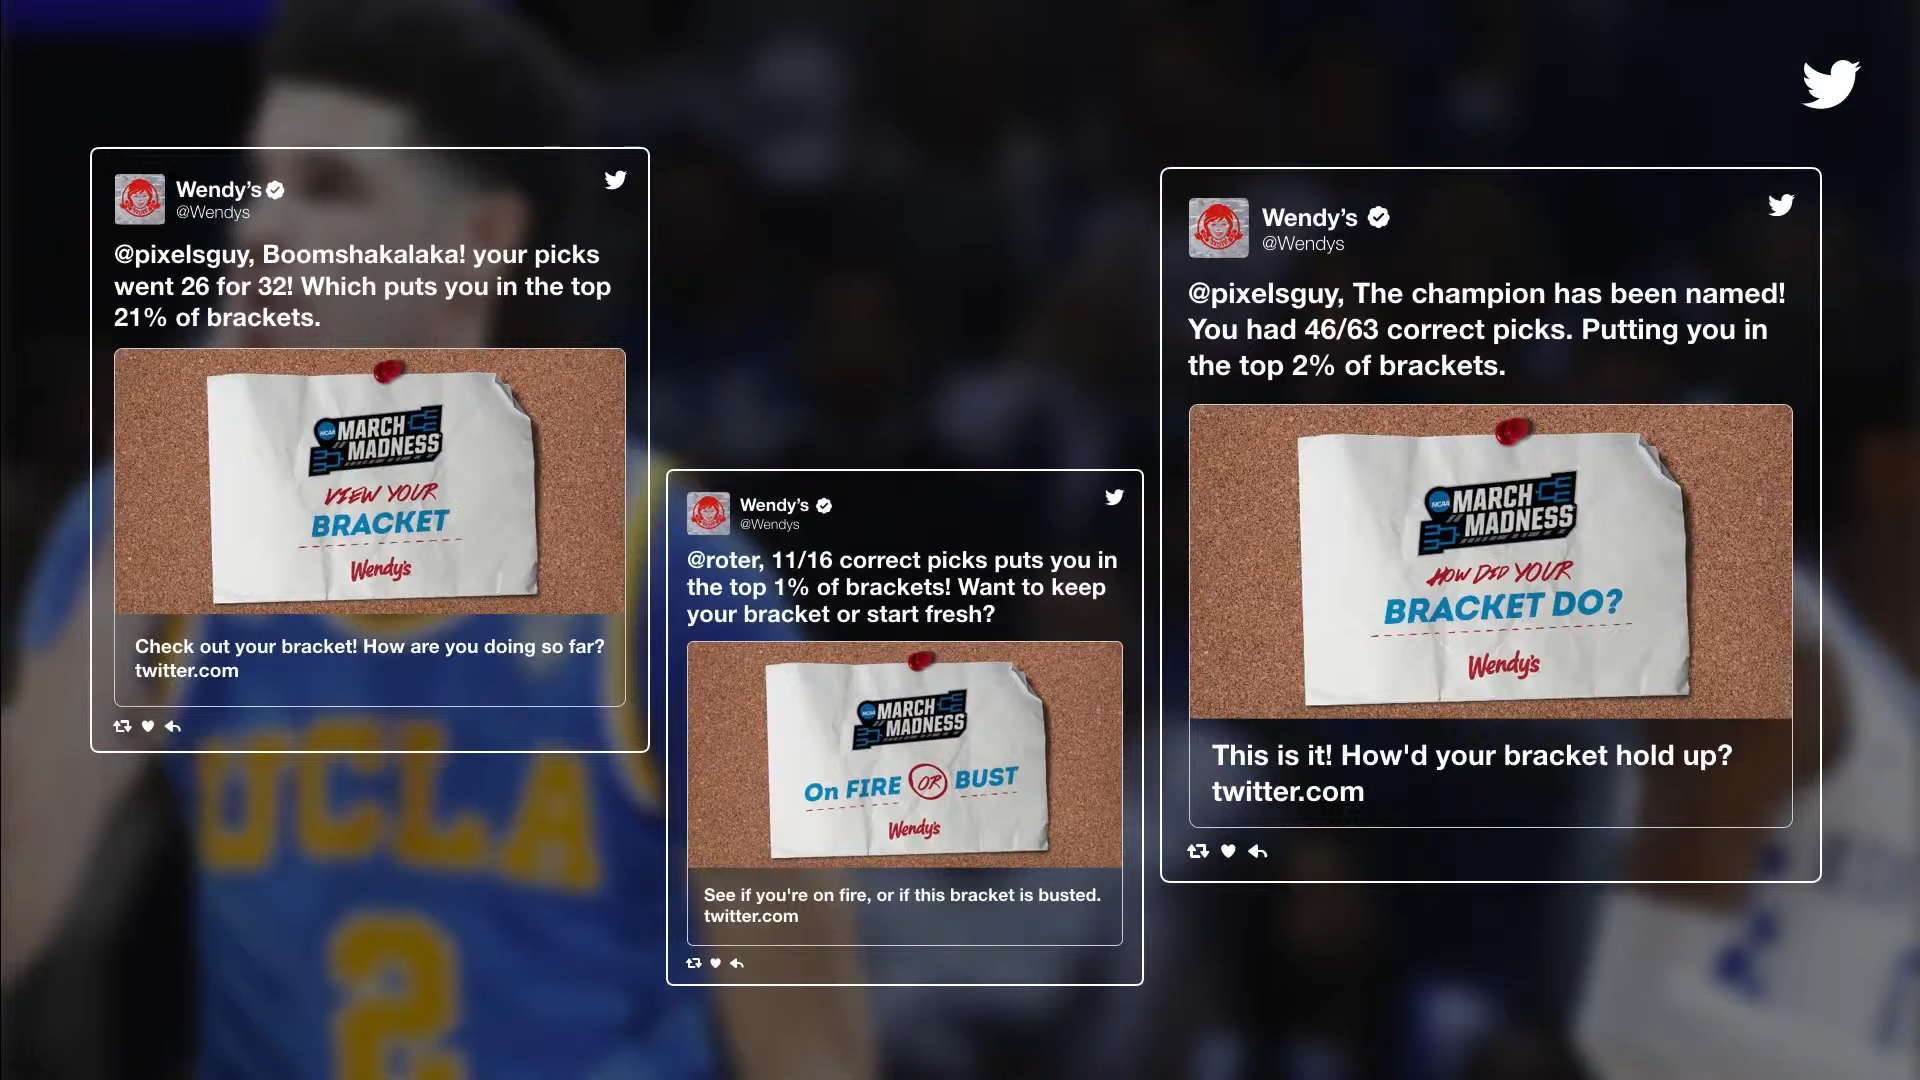 Wendy's
@Wendys
@pixelsguy, Boomshakalaka! your picks
went 26 for 32! Which puts you in the top
21% of brackets.
NCAA
MARCH
MADNESS
VIEW YOUR
BRACKET
Wendy's
Check out your bracket! How are you doing so far?
twitter.com
Wendy's
@Wendys
@roter, 11/16 correct picks puts you in
the top 1% of brackets! Want to keep
your bracket or start fresh?
NCAA
MARCH
MADNESS
On FIRE OR BUST
Wendy's
See if you're on fire, or if this bracket is busted.
twitter.com
Wendy's
@Wendys
@pixelsguy, The champion has been named!
You had 46/63 correct picks. Putting you in
the top 2% of brackets.
NCAA
MARCH
MADNESS
HOW DID YOUR
BRACKET DO?
Wendy's
This is it! How'd your bracket hold up?
twitter.com
UCLA
2